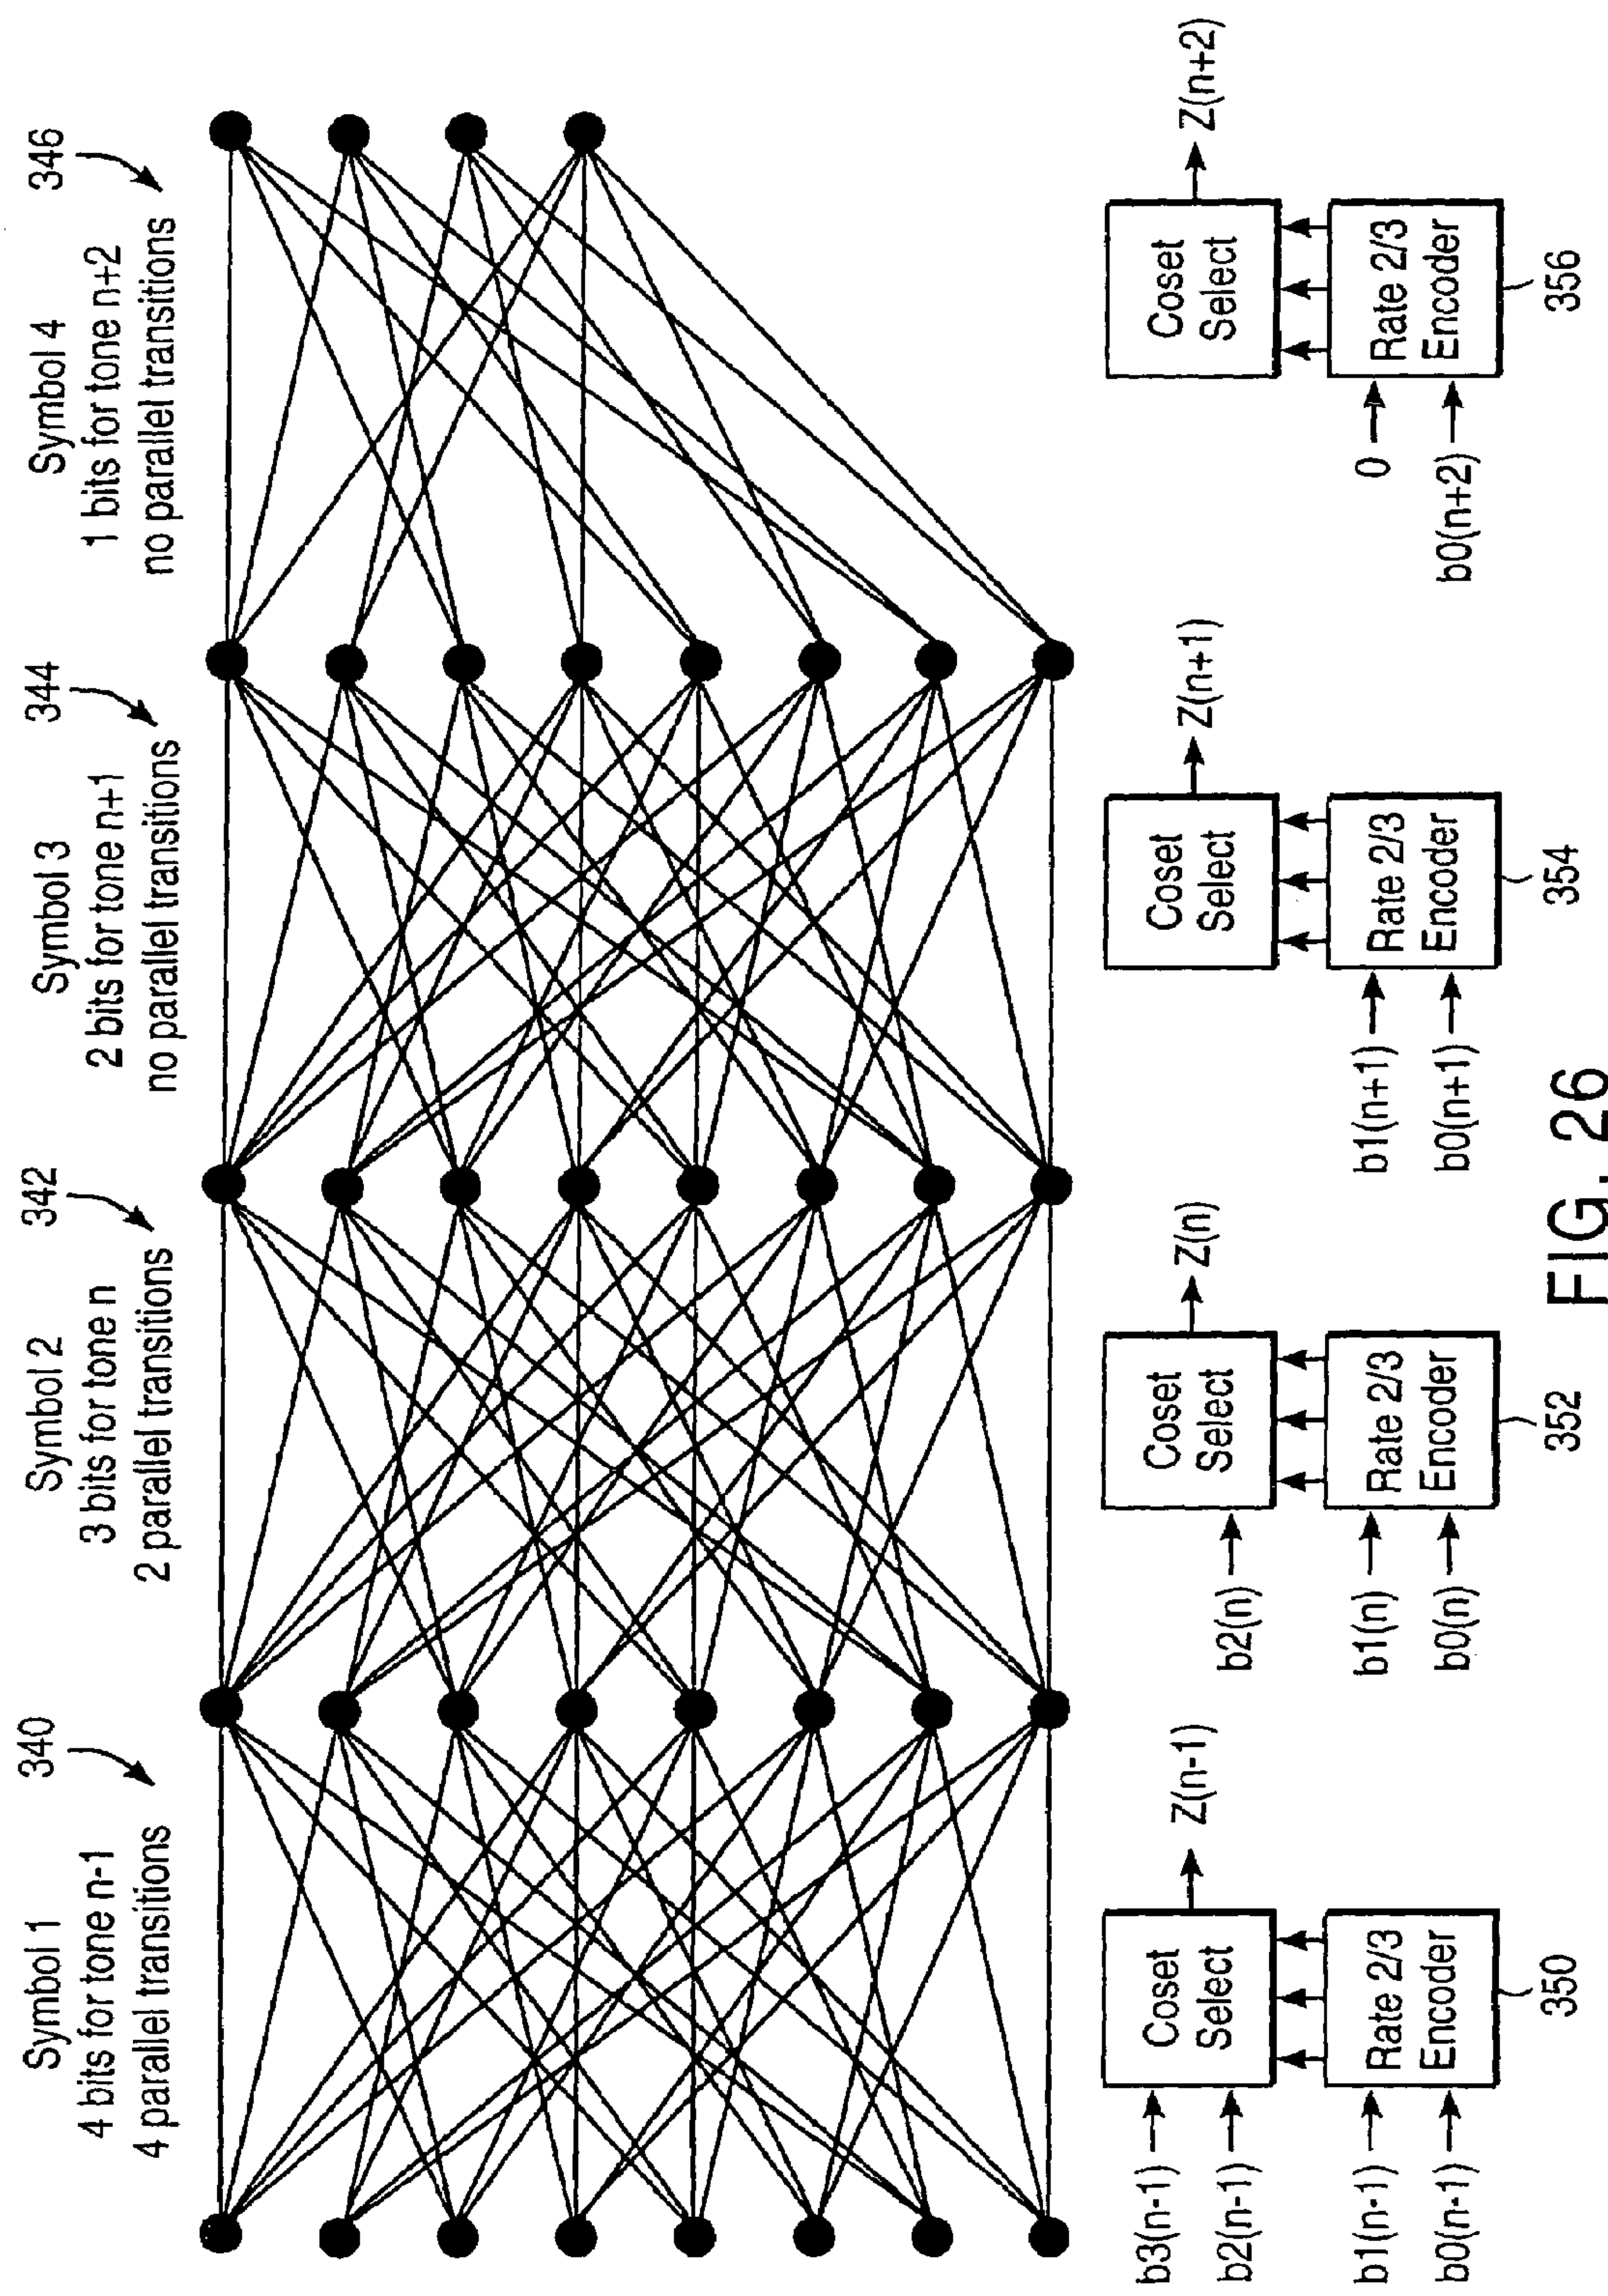 Symbol 1
4 bits for tone n-1
4 parallel transitions
340
Symbol 2
3 bits for tone n
2 parallel transitions
342
Symbol 3
2 bits for tone n+1
no parallel transitions
344
Symbol 4
1 bits for tone n+2
no parallel transitions
346
b3(n-1)
b2(n-1)
b1(n-1)
b0(n-1)
Coset
Select
Z(n-1)
Rate 2/3
Encoder
350
b2(n)
b1(n)
b0(n)
Coset
Select
Z(n)
Rate 2/3
Encoder
352
b1(n+1)
b0(n+1)
Coset
Select
Z(n+1)
Rate 2/3
Encoder
354
0
b0(n+2)
Coset
Select
Z(n+2)
Rate 2/3
Encoder
356
FIG. 26